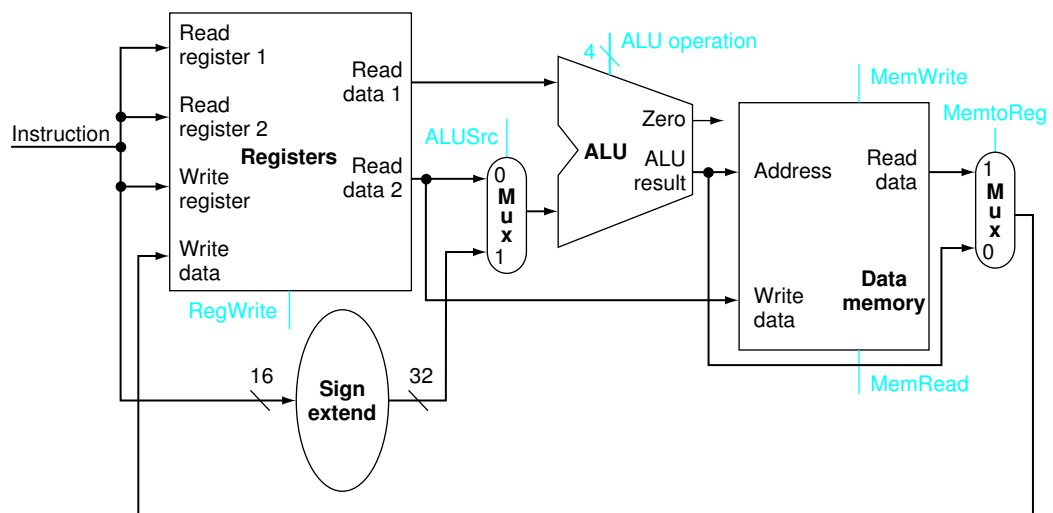 Instruction
Read
register 1
Read
register 2
Write
register
Write
data
Registers
Read
data 1
Read
data 2
RegWrite
16
Sign
extend
32
ALUSrc
0
M
u
x
1
4
ALU operation
Zero
ALU
ALU
result
MemWrite
Address
Read
data
Write
data
Data
memory
MemRead
MemtoReg
1
M
u
x
0